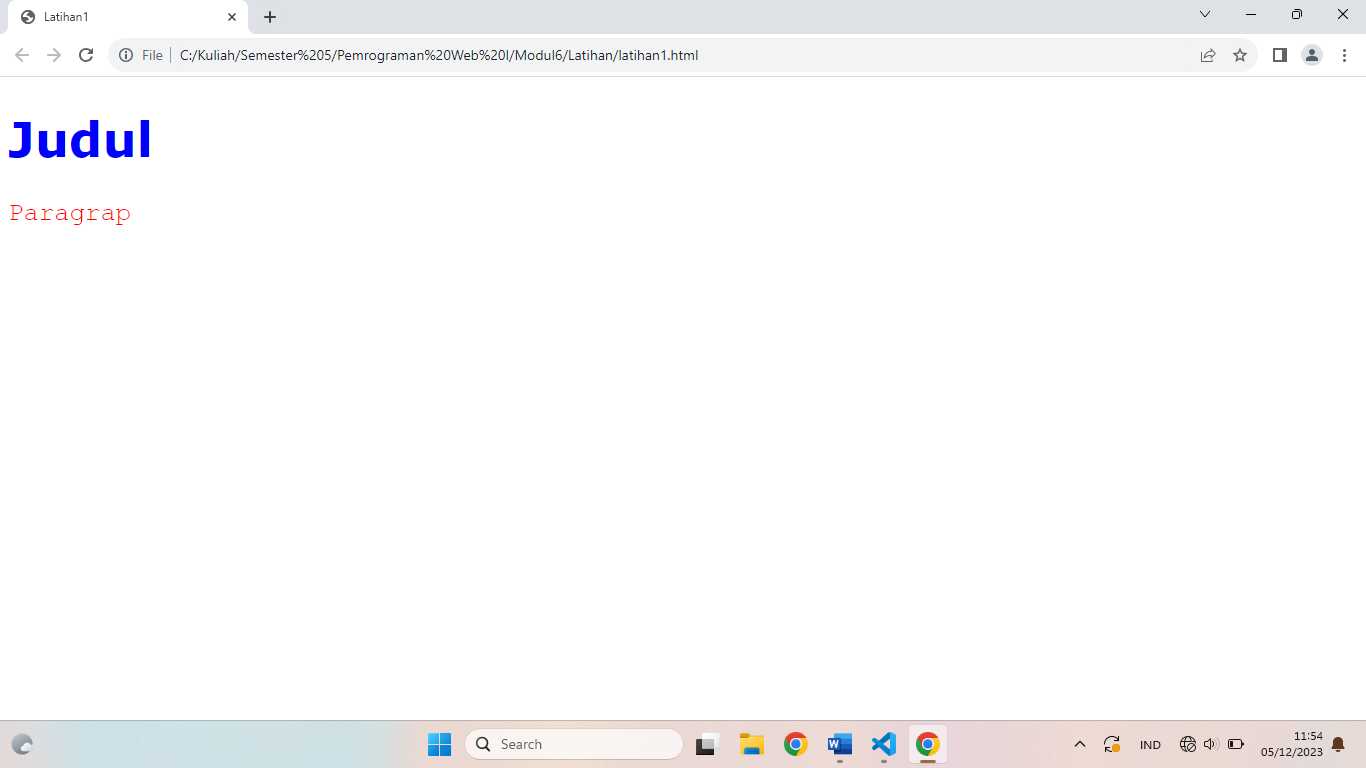 Latihan1
File C:/Kuliah/Semester%205/Pemrograman%20Web%20I/Modul6/Latihan/latihan1.html
Judul
Paragrap
Search
IND
11:54
05/12/2023